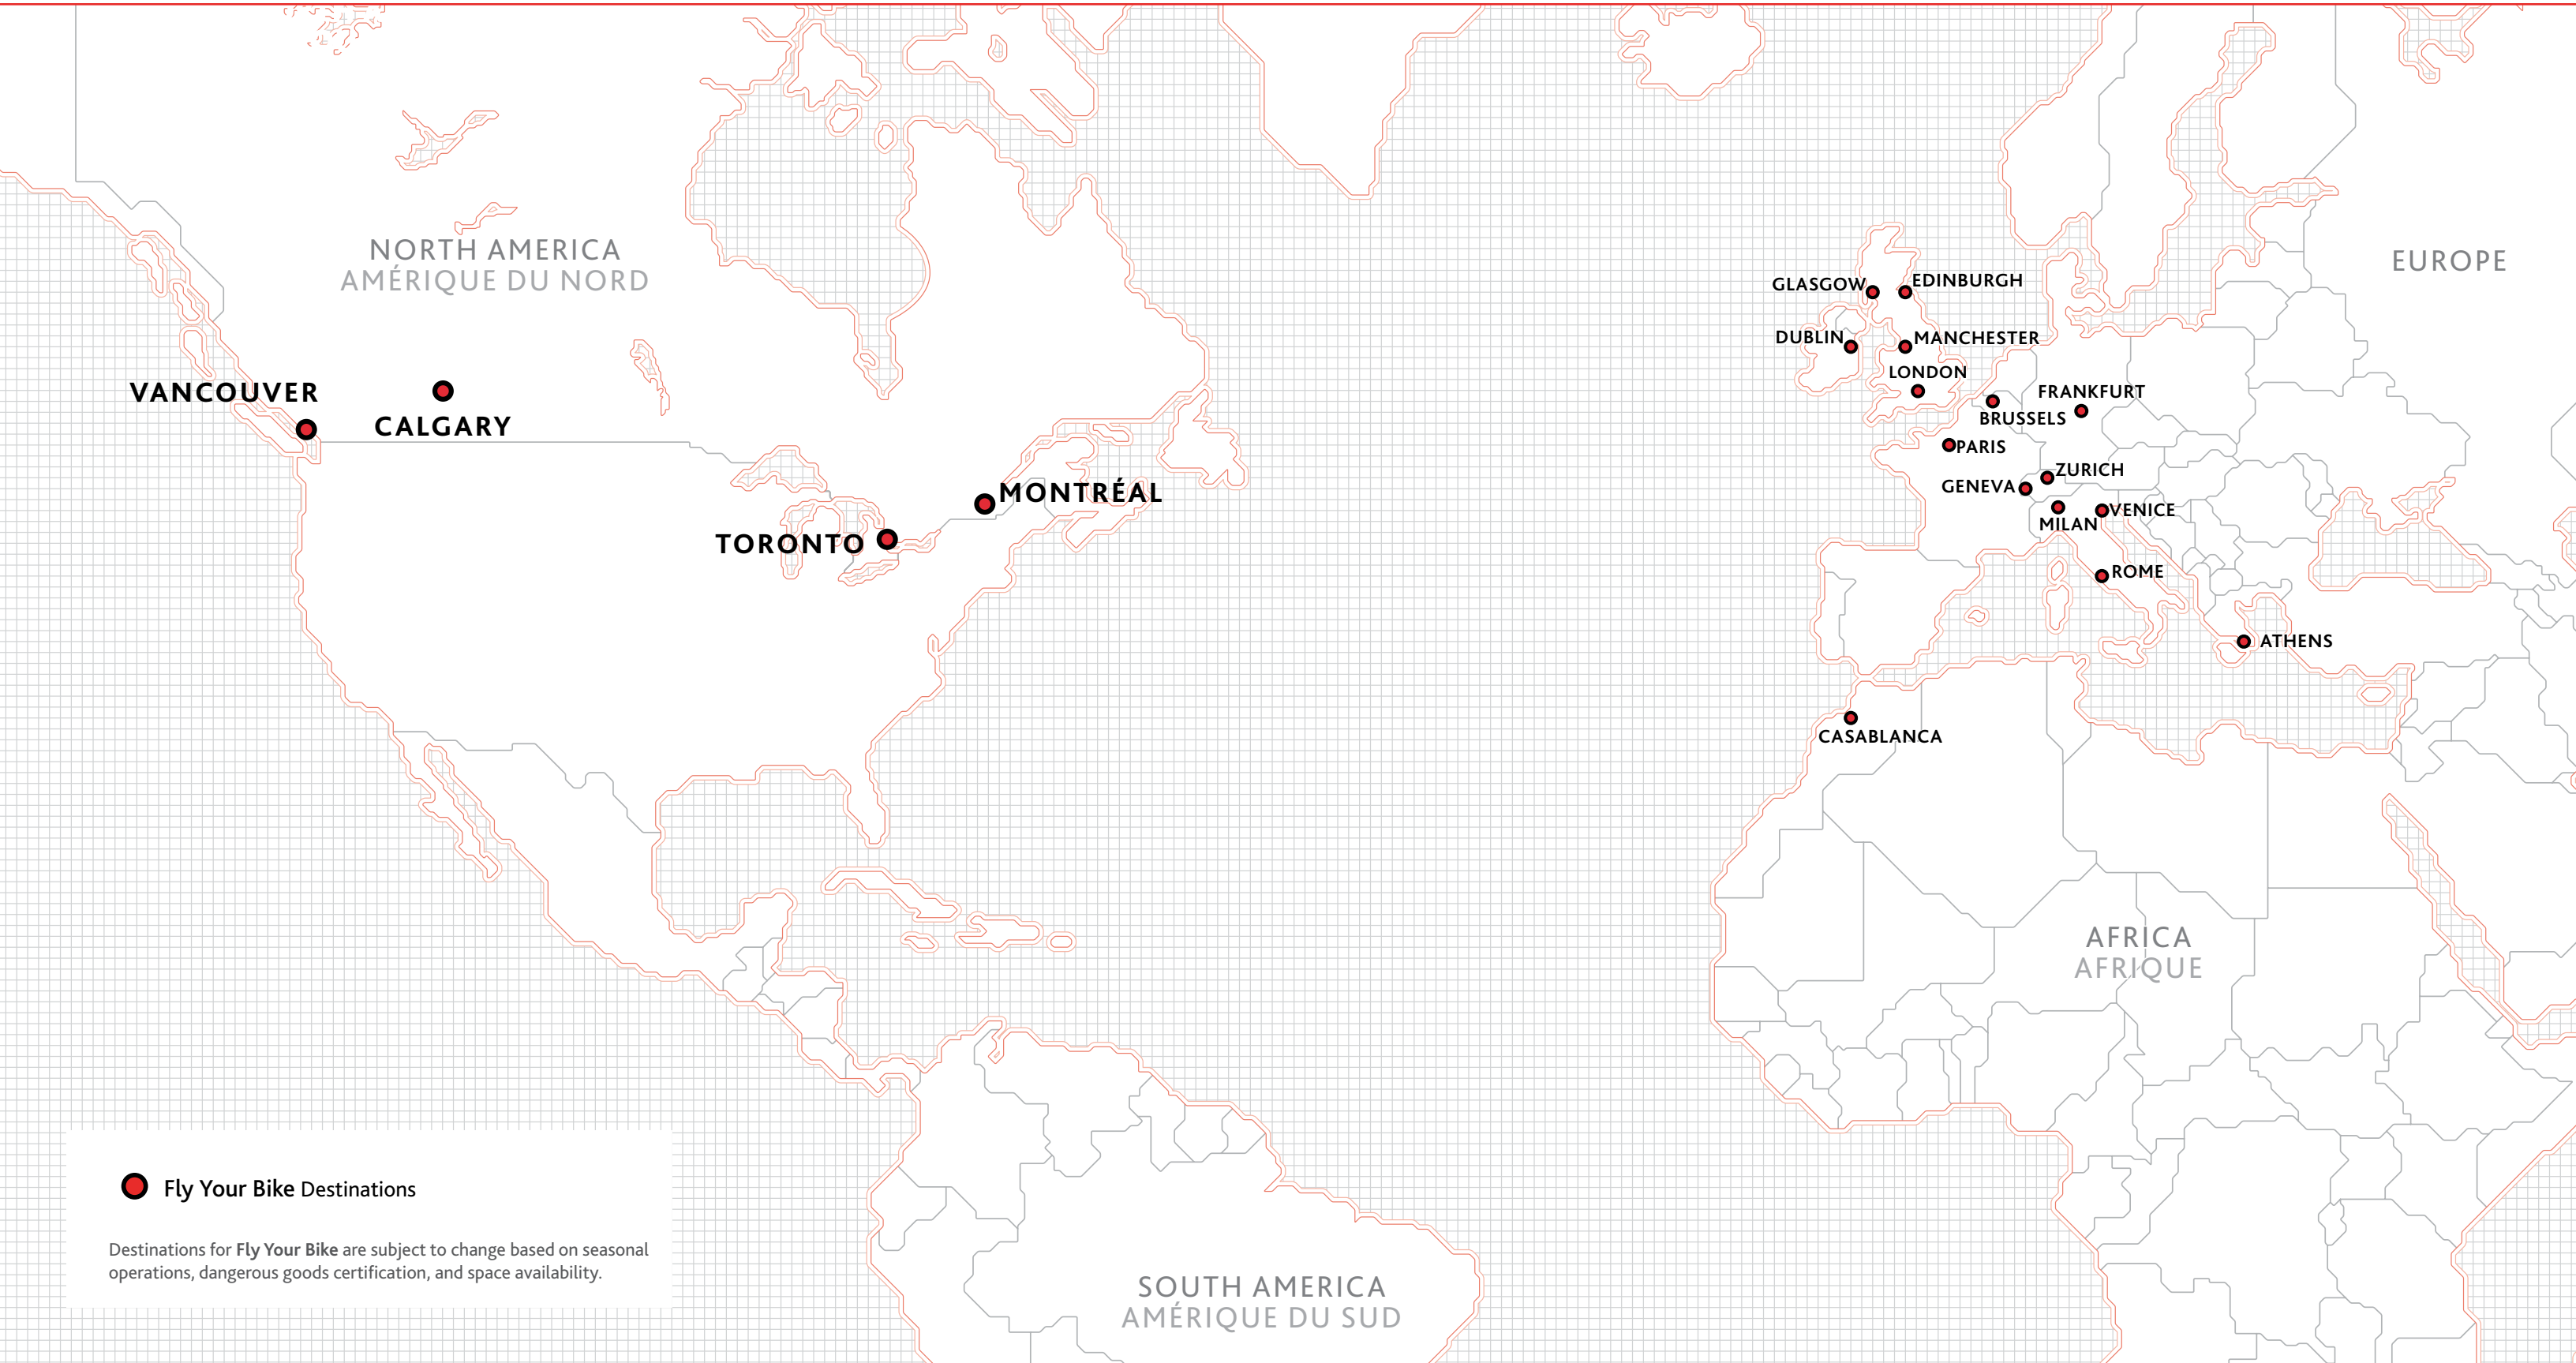 NORTH AMERICA
AMÉRIQUE DU NORD
EUROPE
GLASGOW
EDINBURGH
DUBLIN
MANCHESTER
LONDON
FRANKFURT
BRUSSELS
PARIS
ZURICH
GENEVA
VENICE
MILAN
ROME
ATHENS
CASABLANCA
VANCOUVER
CALGARY
MONTRÉAL
TORONTO
AFRICA
AFRIQUE
Fly Your Bike Destinations
Destinations for Fly Your Bike are subject to change based on seasonal
operations, dangerous goods certification, and space availability.
SOUTH AMERICA
AMÉRIQUE DU SUD